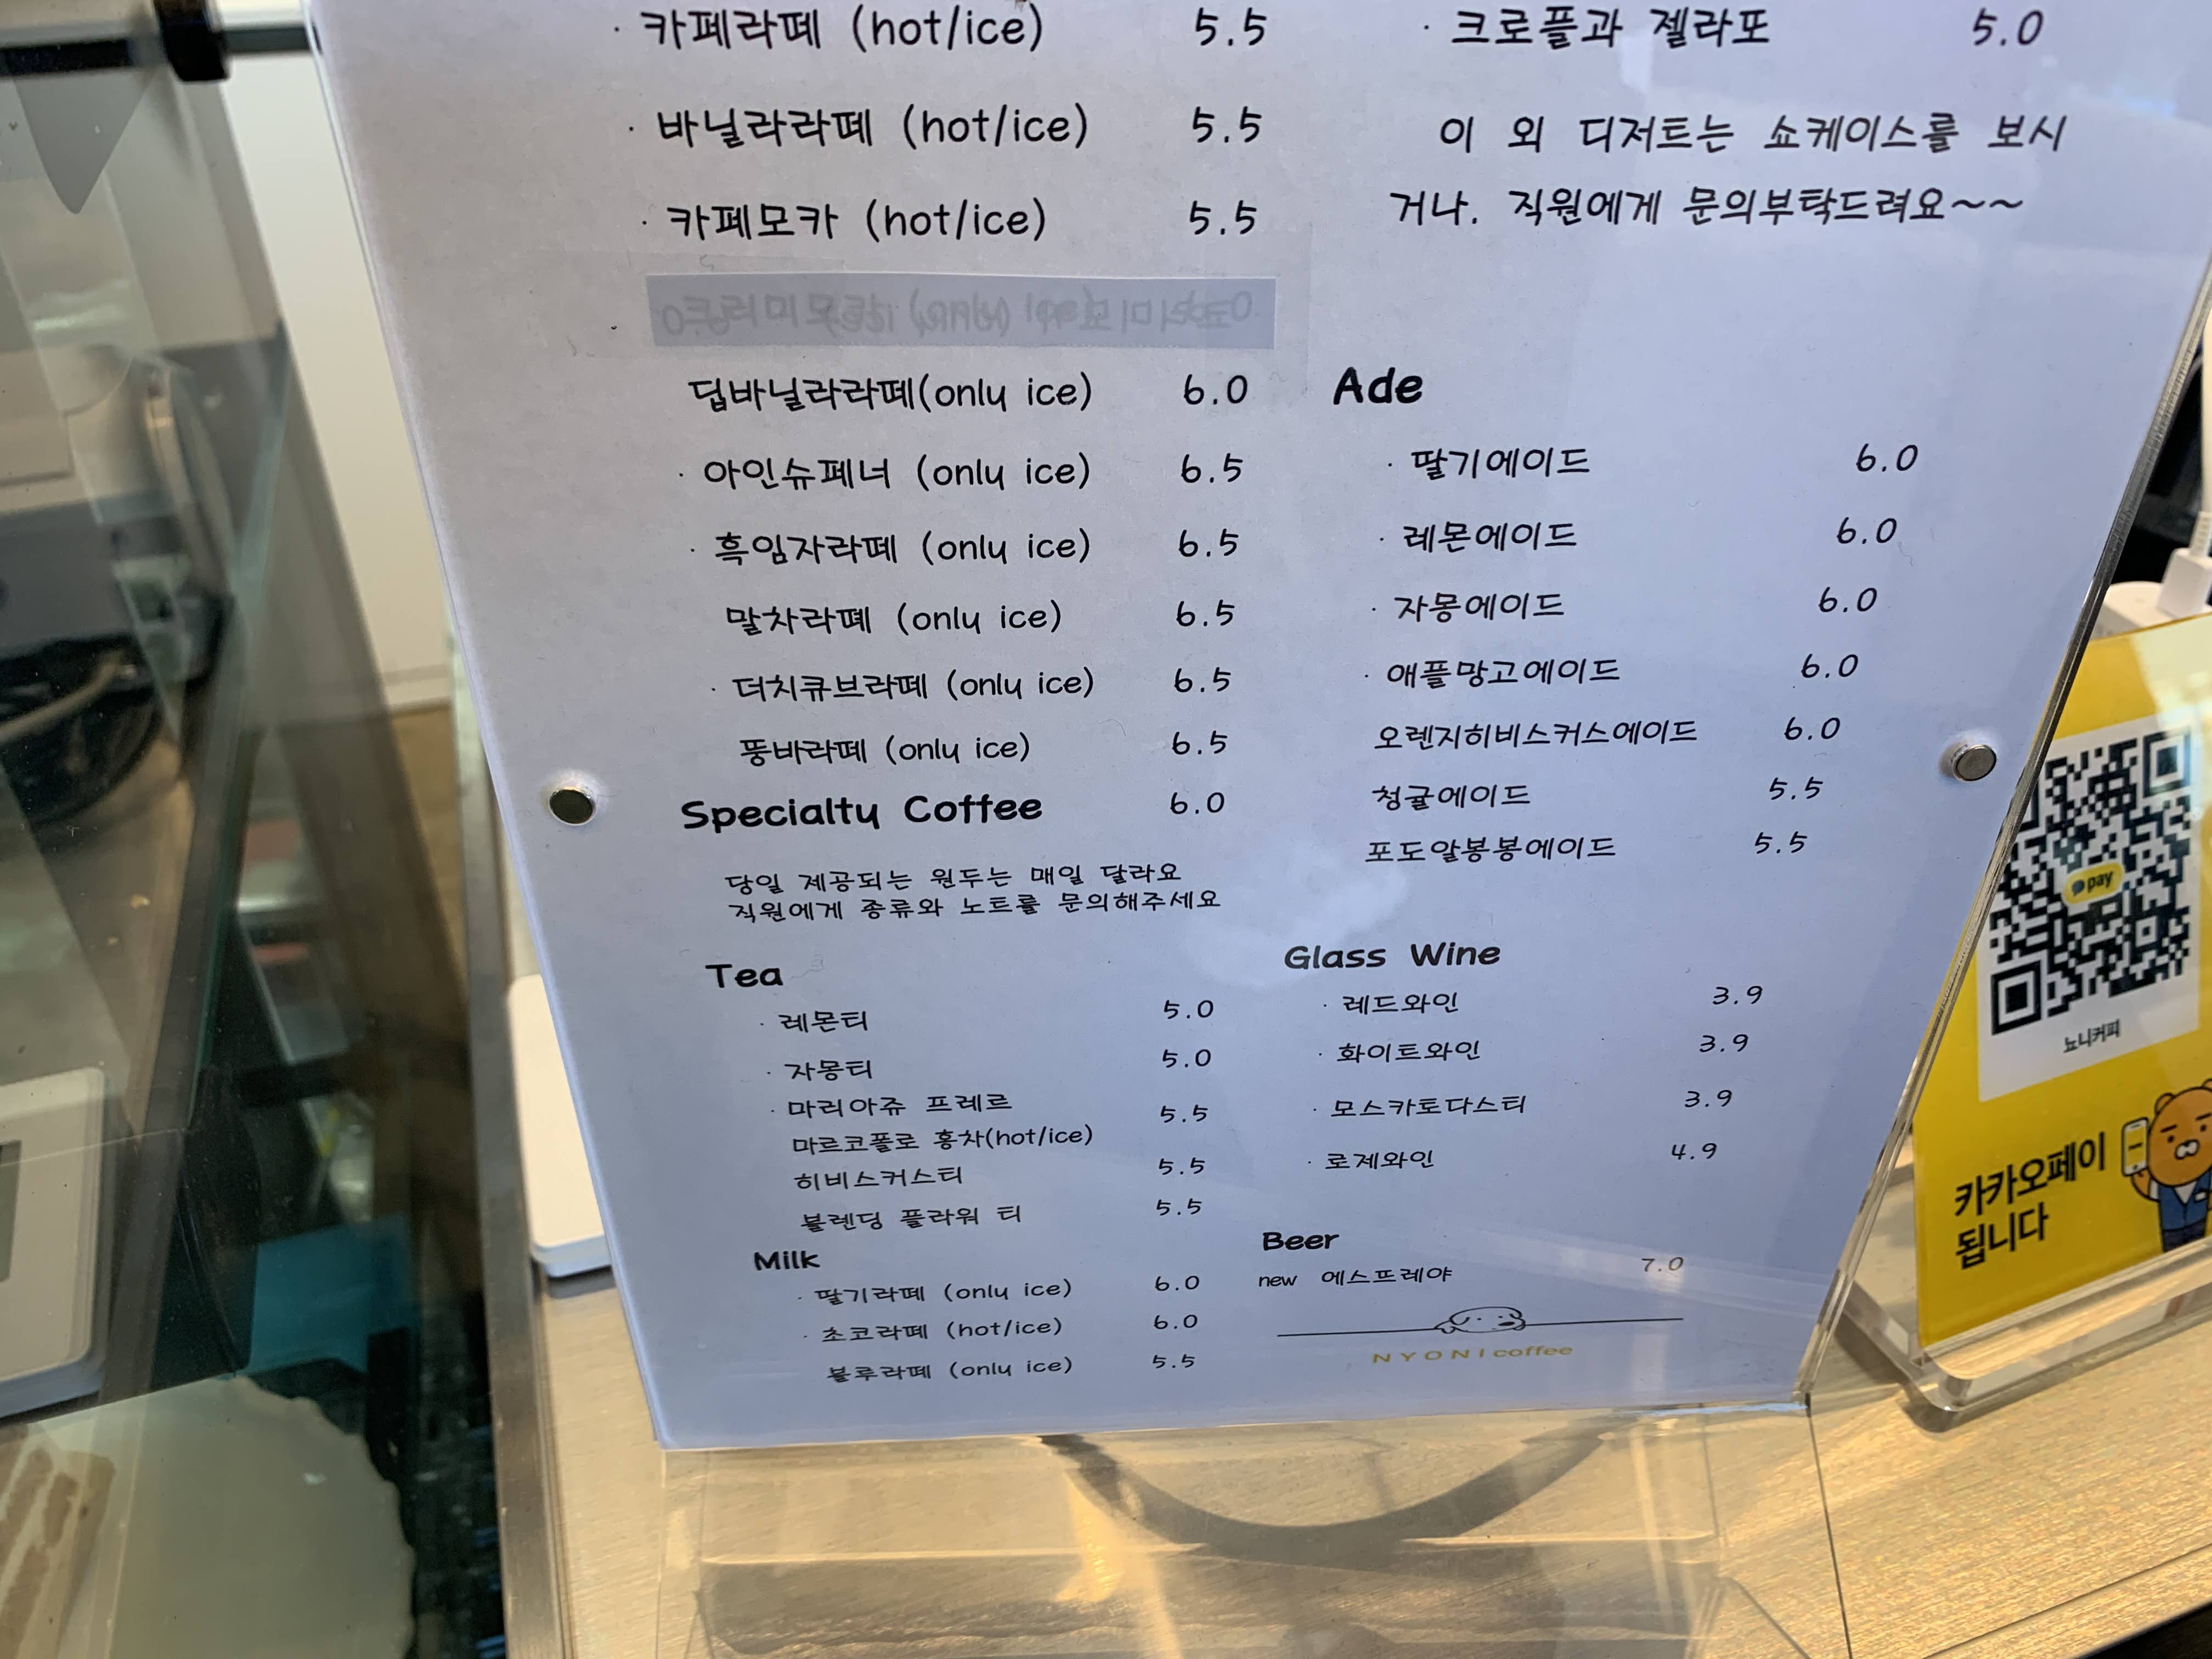 · 카페라떼 (hot/ice) 5.5
· 바닐라라떼 (hot/ice) 5.5
· 카페모카 (hot/ice) 5.5
딥바닐라라떼(only ice) 6.0
· 아인슈페너 (only ice) 6.5
· 흑임자라떼 (only ice) 6.5
말차라떼 (only ice) 6.5
· 더치큐브라떼 (only ice) 6.5
뚱바라떼 (only ice) 6.5
Specialty Coffee 6.0
당일 제공되는 원두는 매일 달라요
직원에게 종류와 노트를 문의해주세요
Tea
· 레몬티 5.0
· 자몽티 5.0
· 마리아쥬 프레르
마르코폴로 홍차(hot/ice) 5.5
히비스커스티 5.5
블렌딩 플라워 티 5.5
Milk
· 딸기라떼 (only ice) 6.0
· 초코라떼 (hot/ice) 6.0
블루라떼 (only ice) 5.5
· 크로플과 젤라또 5.0
이 외 디저트는 쇼케이스를 보시
거나. 직원에게 문의부탁드려요~~
Ade
· 딸기에이드 6.0
· 레몬에이드 6.0
· 자몽에이드 6.0
· 애플망고에이드 6.0
오렌지히비스커스에이드 6.0
청귤에이드 5.5
포도알봉봉에이드 5.5
Glass Wine
· 레드와인 3.9
· 화이트와인 3.9
· 모스카토다스티 3.9
· 로제와인 4.9
Beer
new 에스프레야 7.0
NYONI coffee
pay
뇨니커피
카카오페이
됩니다